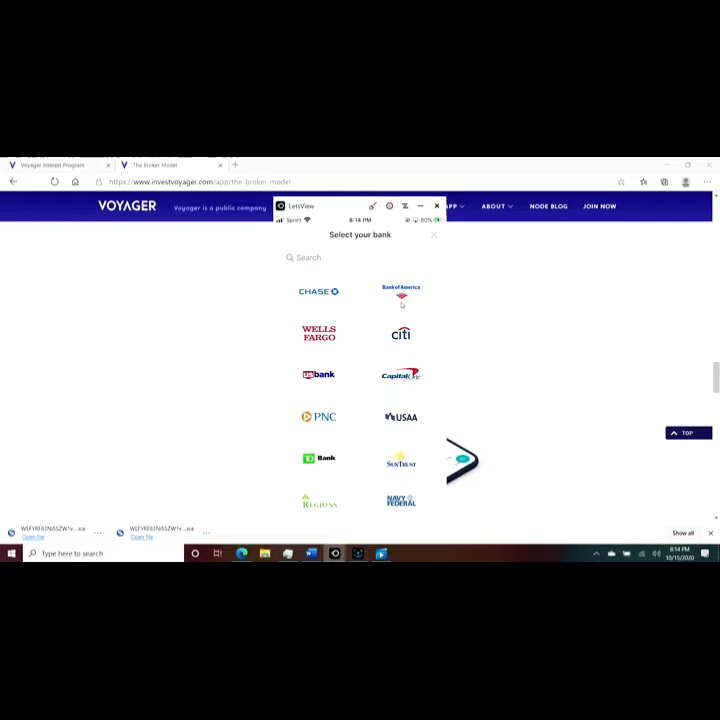 Voyager Interest Program
The Broker Model
https://www.investvoyager.com/app/the-broker-model
VOYAGER Voyager is a public company
APP ABOUT NODE BLOG JOIN NOW
LetsView
Sprint 8:14 PM 80%
Select your bank
Search
CHASE Bank of America
WELLS FARGO citi
usbank Capital One
PNC USAA
TD Bank SUNTRUST
REGIONS NAVY FEDERAL
TOP
Open file Open file
Show all
Type here to search
8:14 PM
10/15/2020